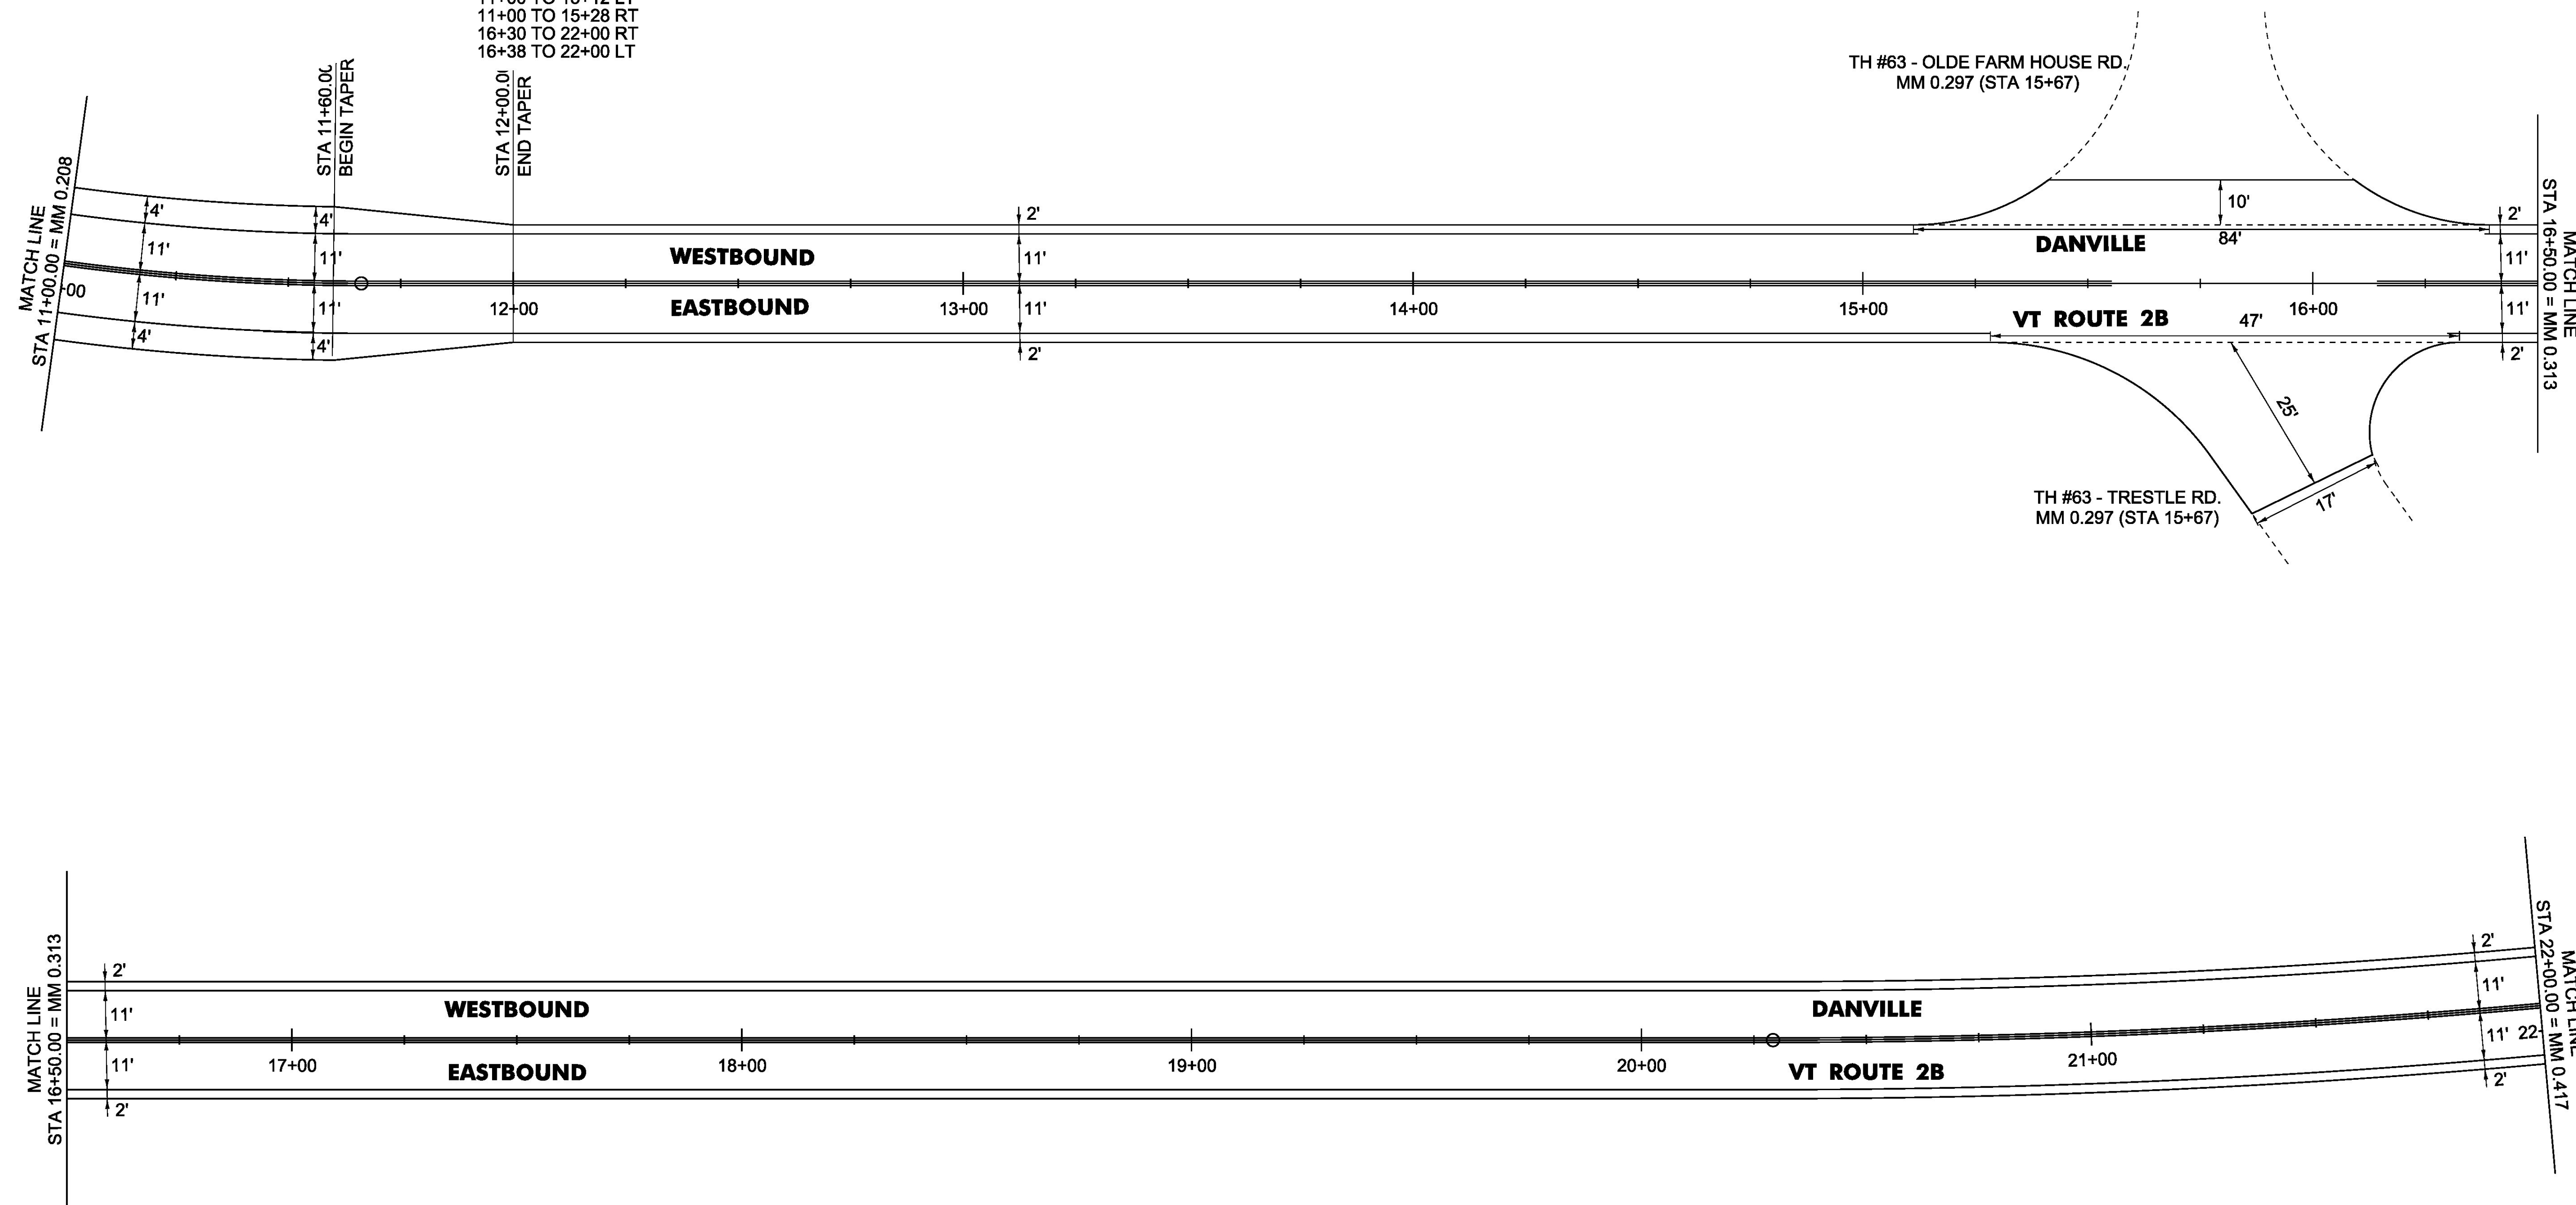 11+00 TO 15+28 RT
16+30 TO 22+00 RT
16+38 TO 22+00 LT
STA 11+60.00
BEGIN TAPER
STA 12+00.0
END TAPER
TH #63 - OLDE FARM HOUSE RD.
MM 0.297 (STA 15+67)
MATCH LINE
STA 11+00.00 = MM 0.208
4'
11'
11'
4'
+00
4'
11'
11'
4'
WESTBOUND
EASTBOUND
12+00
13+00
14+00
15+00
16+00
2'
11'
11'
2'
10'
84'
DANVILLE
VT ROUTE 2B
47'
25'
17'
TH #63 - TRESTLE RD.
MM 0.297 (STA 15+67)
2'
11'
11'
2'
STA 16+50.00 = MM 0.313
MATCH LINE
MATCH LINE
STA 16+50.00 = MM 0.313
2'
11'
11'
2'
WESTBOUND
EASTBOUND
17+00
18+00
19+00
20+00
21+00
DANVILLE
VT ROUTE 2B
2'
11'
11'
2'
22
STA 22+00.00 = MM 0.417
MATCH LINE